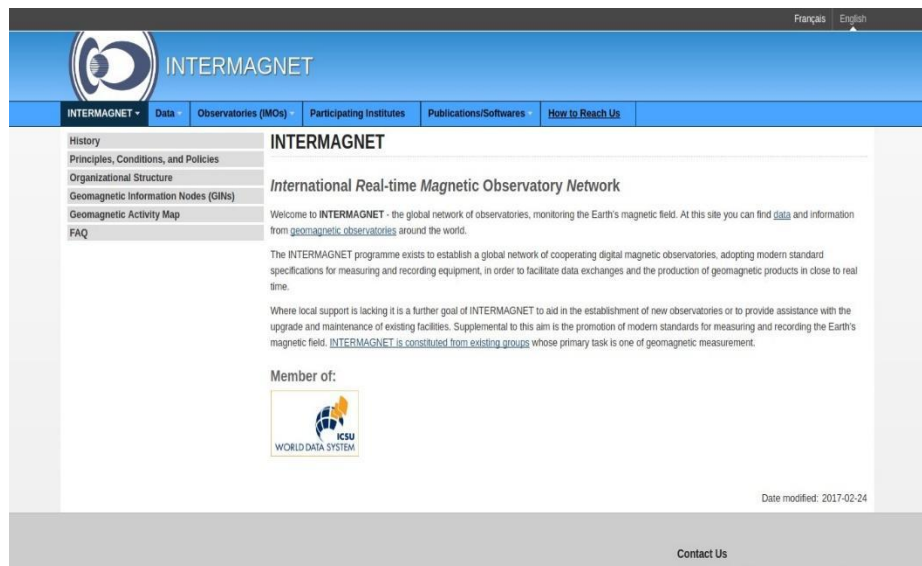 Français English
INTERMAGNET
INTERMAGNET Data Observatories (IMOs) Participating Institutes Publications/Softwares How to Reach Us
History
Principles, Conditions, and Policies
Organizational Structure
Geomagnetic Information Nodes (GINs)
Geomagnetic Activity Map
FAQ
INTERMAGNET
International Real-time Magnetic Observatory Network
Welcome to INTERMAGNET - the global network of observatories, monitoring the Earth's magnetic field. At this site you can find data and information
from geomagnetic observatories around the world.
The INTERMAGNET programme exists to establish a global network of cooperating digital magnetic observatories, adopting modern standard
specifications for measuring and recording equipment, in order to facilitate data exchanges and the production of geomagnetic products in close to real
time.
Where local support is lacking it is a further goal of INTERMAGNET to aid in the establishment of new observatories or to provide assistance with the
upgrade and maintenance of existing facilities. Supplemental to this aim is the promotion of modern standards for measuring and recording the Earth's
magnetic field. INTERMAGNET is constituted from existing groups whose primary task is one of geomagnetic measurement.
Member of:
ICSU
WORLD DATA SYSTEM
Date modified: 2017-02-24
Contact Us